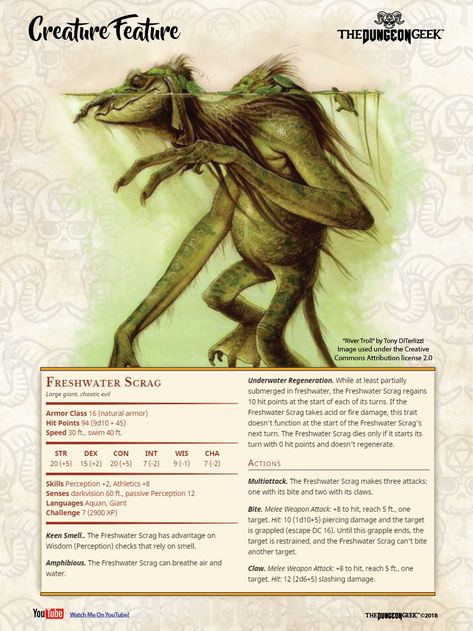 Creature Feature
THE DUNGEON GEEK™
"River Troll" by Tony DiTerlizzi
Image used under the Creative
Commons Attribution license 2.0
FRESHWATER SCRAG
Large giant, chaotic evil
Armor Class 16 (natural armor)
Hit Points 94 (9d10 + 45)
Speed 30 ft., swim 40 ft.
STR DEX CON INT WIS CHA
20 (+5) 15 (+2) 20 (+5) 7 (-2) 9 (-1) 7 (-2)
Skills Perception +2, Athletics +8
Senses darkvision 60 ft., passive Perception 12
Languages Aquan, Giant
Challenge 7 (2900 XP)
Keen Smell.. The Freshwater Scrag has advantage on
Wisdom (Perception) checks that rely on smell.
Amphibious. The Freshwater Scrag can breathe air and
water.
Underwater Regeneration. While at least partially
submerged in freshwater, the Freshwater Scrag regains
10 hit points at the start of each of its turns. If the
Freshwater Scrag takes acid or fire damage, this trait
doesn't function at the start of the Freshwater Scrag's
next turn. The Freshwater Scrag dies only if it starts its
turn with 0 hit points and doesn't regenerate.
ACTIONS
Multiattack. The Freshwater Scrag makes three attacks:
one with its bite and two with its claws.
Bite. Melee Weapon Attack: +8 to hit, reach 5 ft., one
target. Hit: 10 (1d10+5) piercing damage and the target
is grappled (escape DC 16). Until this grapple ends, the
target is restrained, and the Freshwater Scrag can't bite
another target.
Claw. Melee Weapon Attack: +8 to hit, reach 5 ft., one
target. Hit: 12 (2d6+5) slashing damage.
YouTube Watch Me On YouTube!
THE DUNGEON GEEK™ ©2018